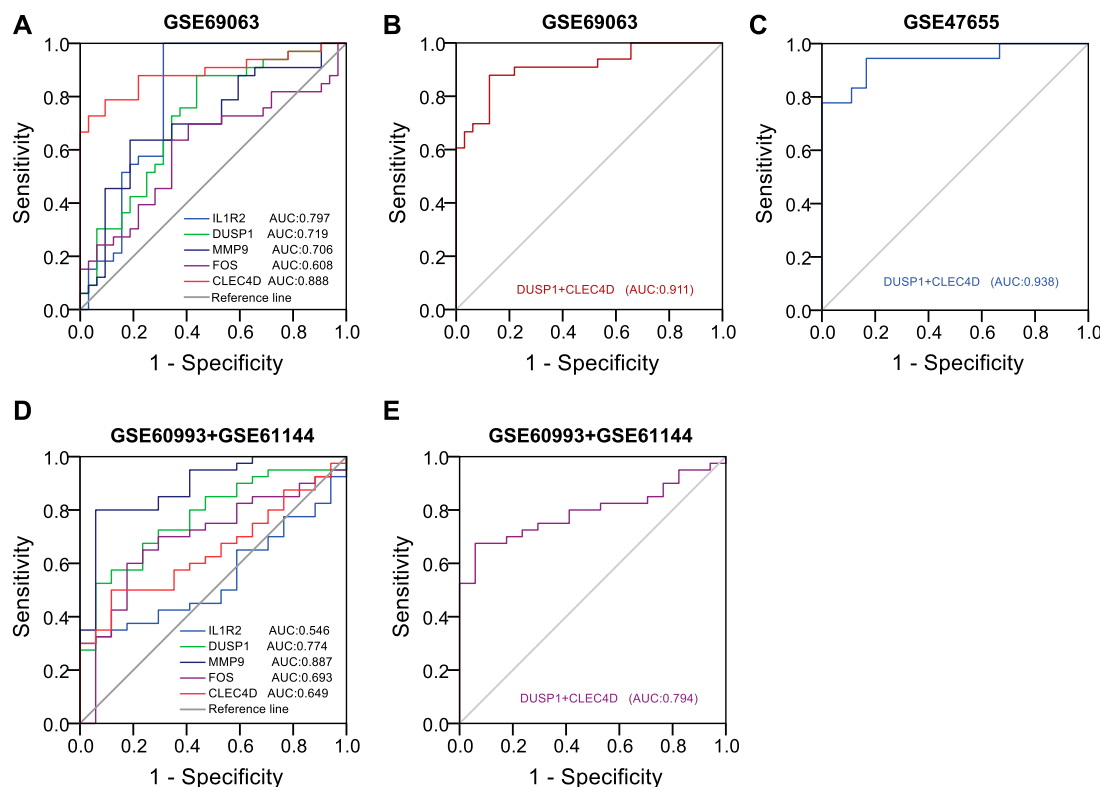 A
GSE69063
1.0
0.8
0.6
0.4
0.2
0.0
Sensitivity
IL1R2 AUC:0.797
DUSP1 AUC:0.719
MMP9 AUC:0.706
FOS AUC:0.608
CLEC4D AUC:0.888
Reference line
0.0 0.2 0.4 0.6 0.8 1.0
1 - Specificity
B
GSE69063
1.0
0.8
0.6
0.4
0.2
0.0
Sensitivity
DUSP1+CLEC4D (AUC:0.911)
0.0 0.2 0.4 0.6 0.8 1.0
1 - Specificity
C
GSE47655
1.0
0.8
0.6
0.4
0.2
0.0
Sensitivity
DUSP1+CLEC4D (AUC:0.938)
0.0 0.2 0.4 0.6 0.8 1.0
1 - Specificity
D
GSE60993+GSE61144
1.0
0.8
0.6
0.4
0.2
0.0
Sensitivity
IL1R2 AUC:0.546
DUSP1 AUC:0.774
MMP9 AUC:0.887
FOS AUC:0.693
CLEC4D AUC:0.649
Reference line
0.0 0.2 0.4 0.6 0.8 1.0
1 - Specificity
E
GSE60993+GSE61144
1.0
0.8
0.6
0.4
0.2
0.0
Sensitivity
DUSP1+CLEC4D (AUC:0.794)
0.0 0.2 0.4 0.6 0.8 1.0
1 - Specificity